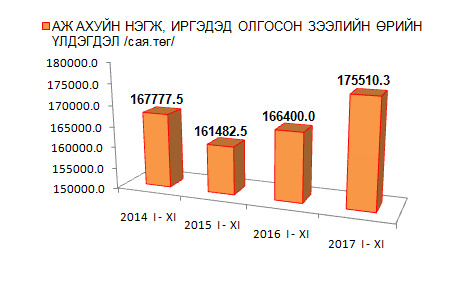 АЖ АХУЙН НЭГЖ, ИРГЭДЭД ОЛГОСОН ЗЭЭЛИЙН ӨРИЙН
ҮЛДЭГДЭЛ /сая.төг/
180000.0
175000.0
170000.0
165000.0
160000.0
155000.0
150000.0
167777.5
161482.5
166400.0
175510.3
2014 I - XI
2015 I - XI
2016 I - XI
2017 I - XI